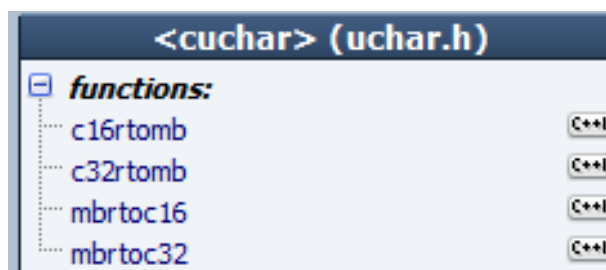 <cuchar> (uchar.h)
functions:
c16rtomb
c32rtomb
mbrtoc16
mbrtoc32